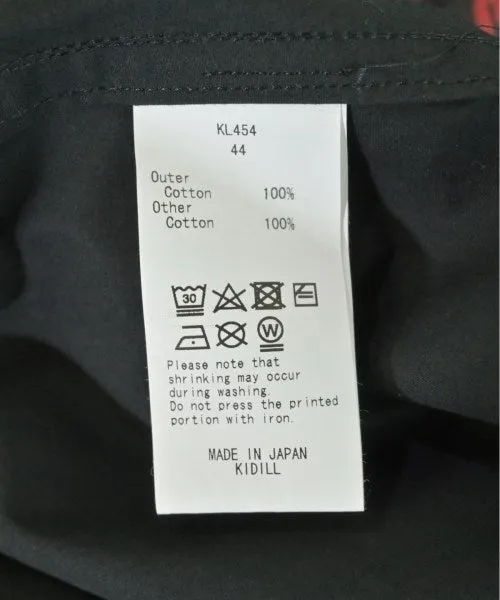 KL454
44
Outer
Cotton 100%
Other
Cotton 100%
30
W
Please note that
shrinking may occur
during washing.
Do not press the printed
portion with iron.
MADE IN JAPAN
KIDILL